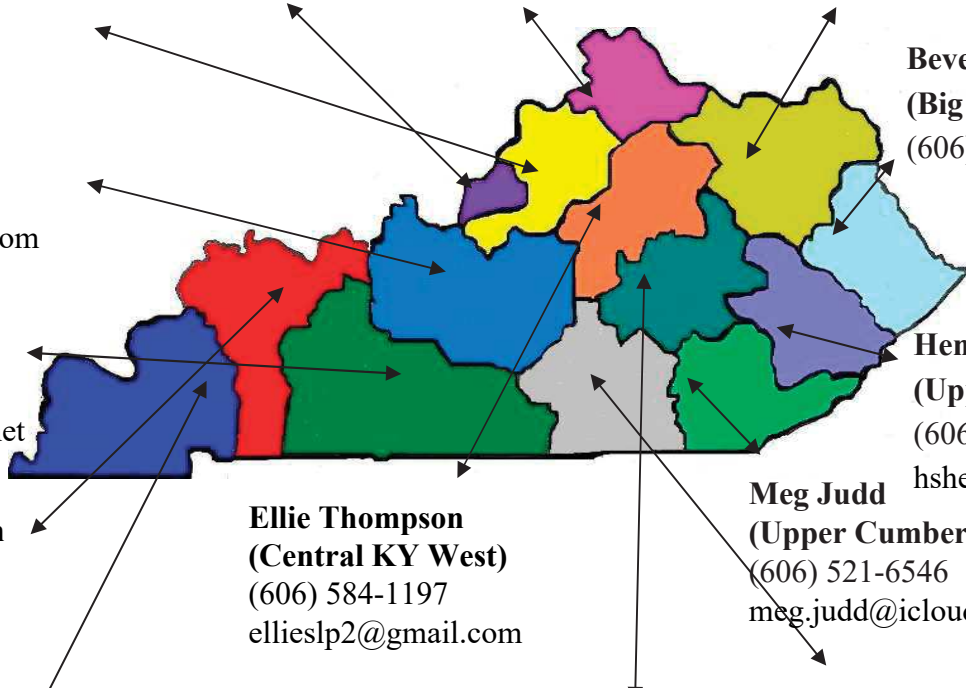 Beve
(Big
(606
om
Hen
(Up
(606
hshe
et
n
Ellie Thompson
(Central KY West)
(606) 584-1197
ellieslp2@gmail.com
Meg Judd
(Upper Cumber
(606) 521-6546
meg.judd@iclou